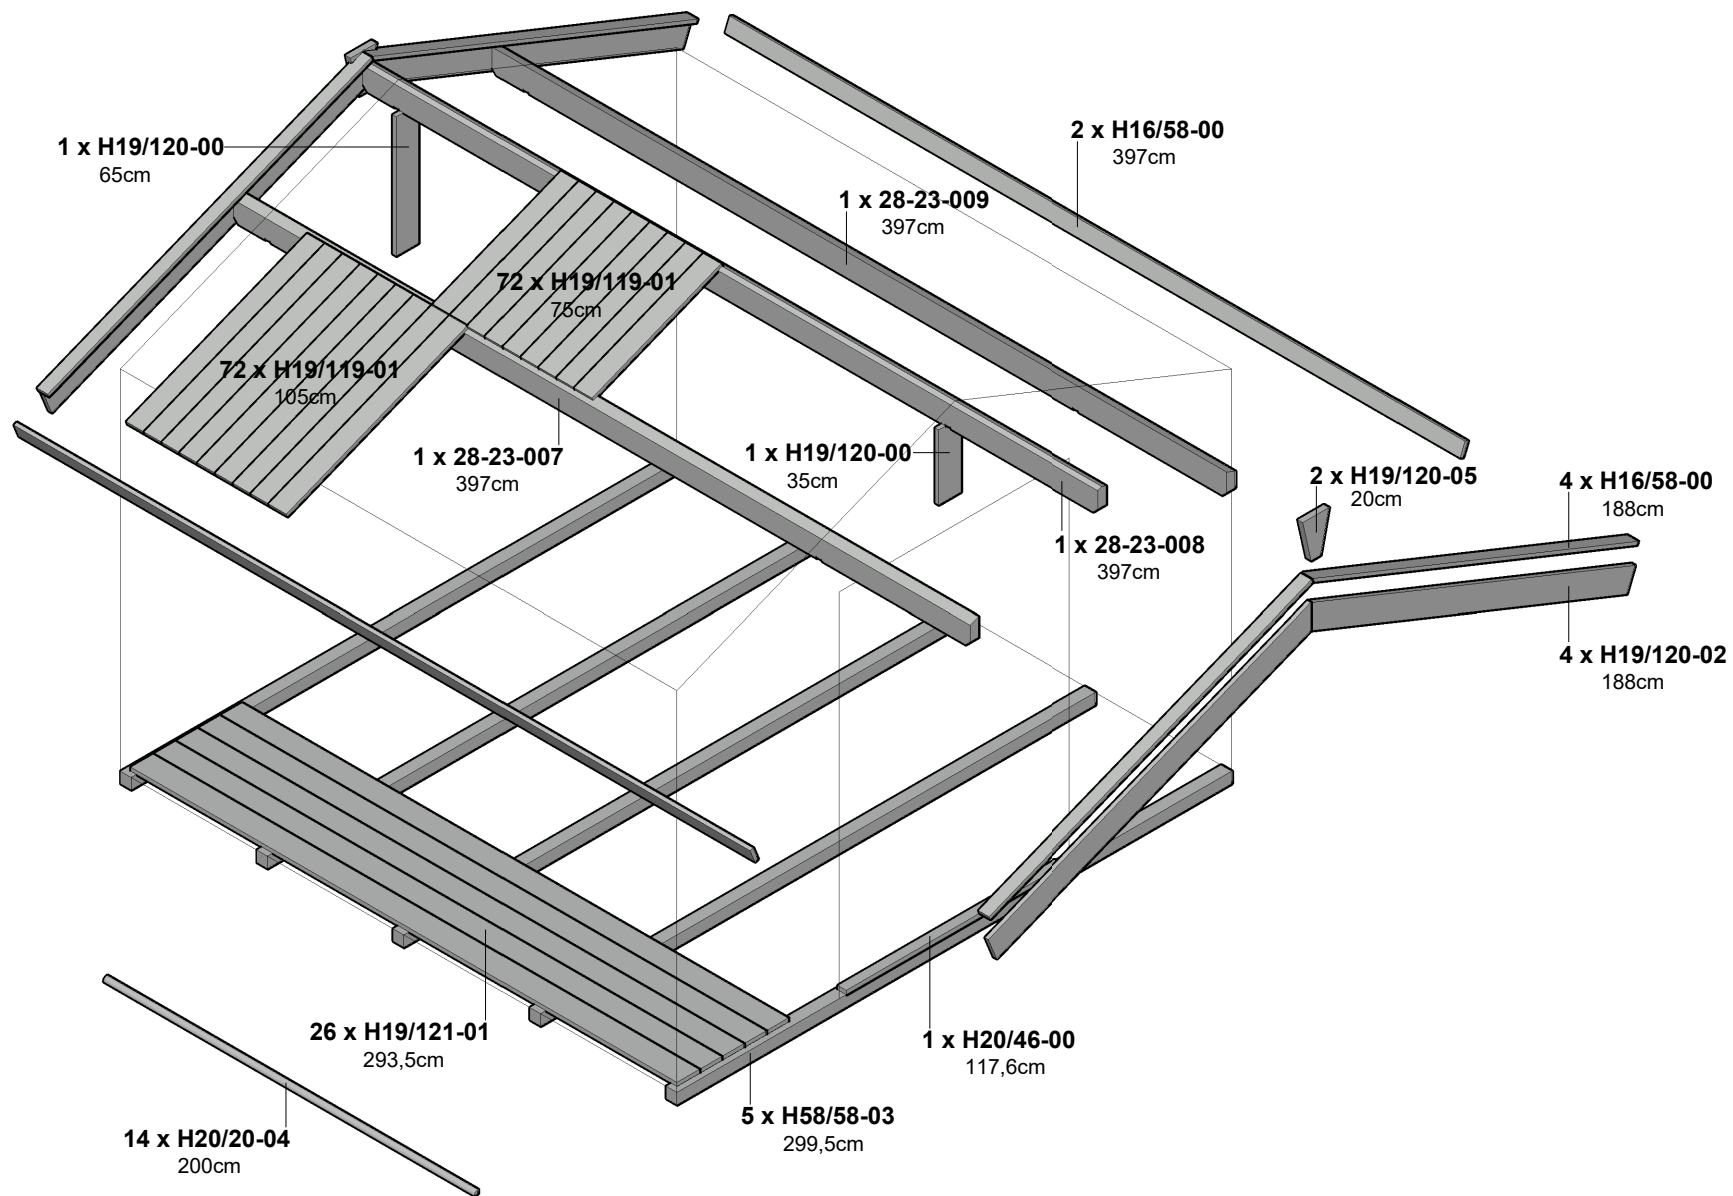 2 x H16/58-00
397cm
1 x H19/120-00
65cm
1 x 28-23-009
397cm
72 x H19/119-01
75cm
72 x H19/119-01
105cm
1 x 28-23-007
397cm
1 x H19/120-00
35cm
2 x H19/120-05
20cm
4 x H16/58-00
188cm
1 x 28-23-008
397cm
4 x H19/120-02
188cm
26 x H19/121-01
293,5cm
1 x H20/46-00
117,6cm
5 x H58/58-03
299,5cm
14 x H20/20-04
200cm